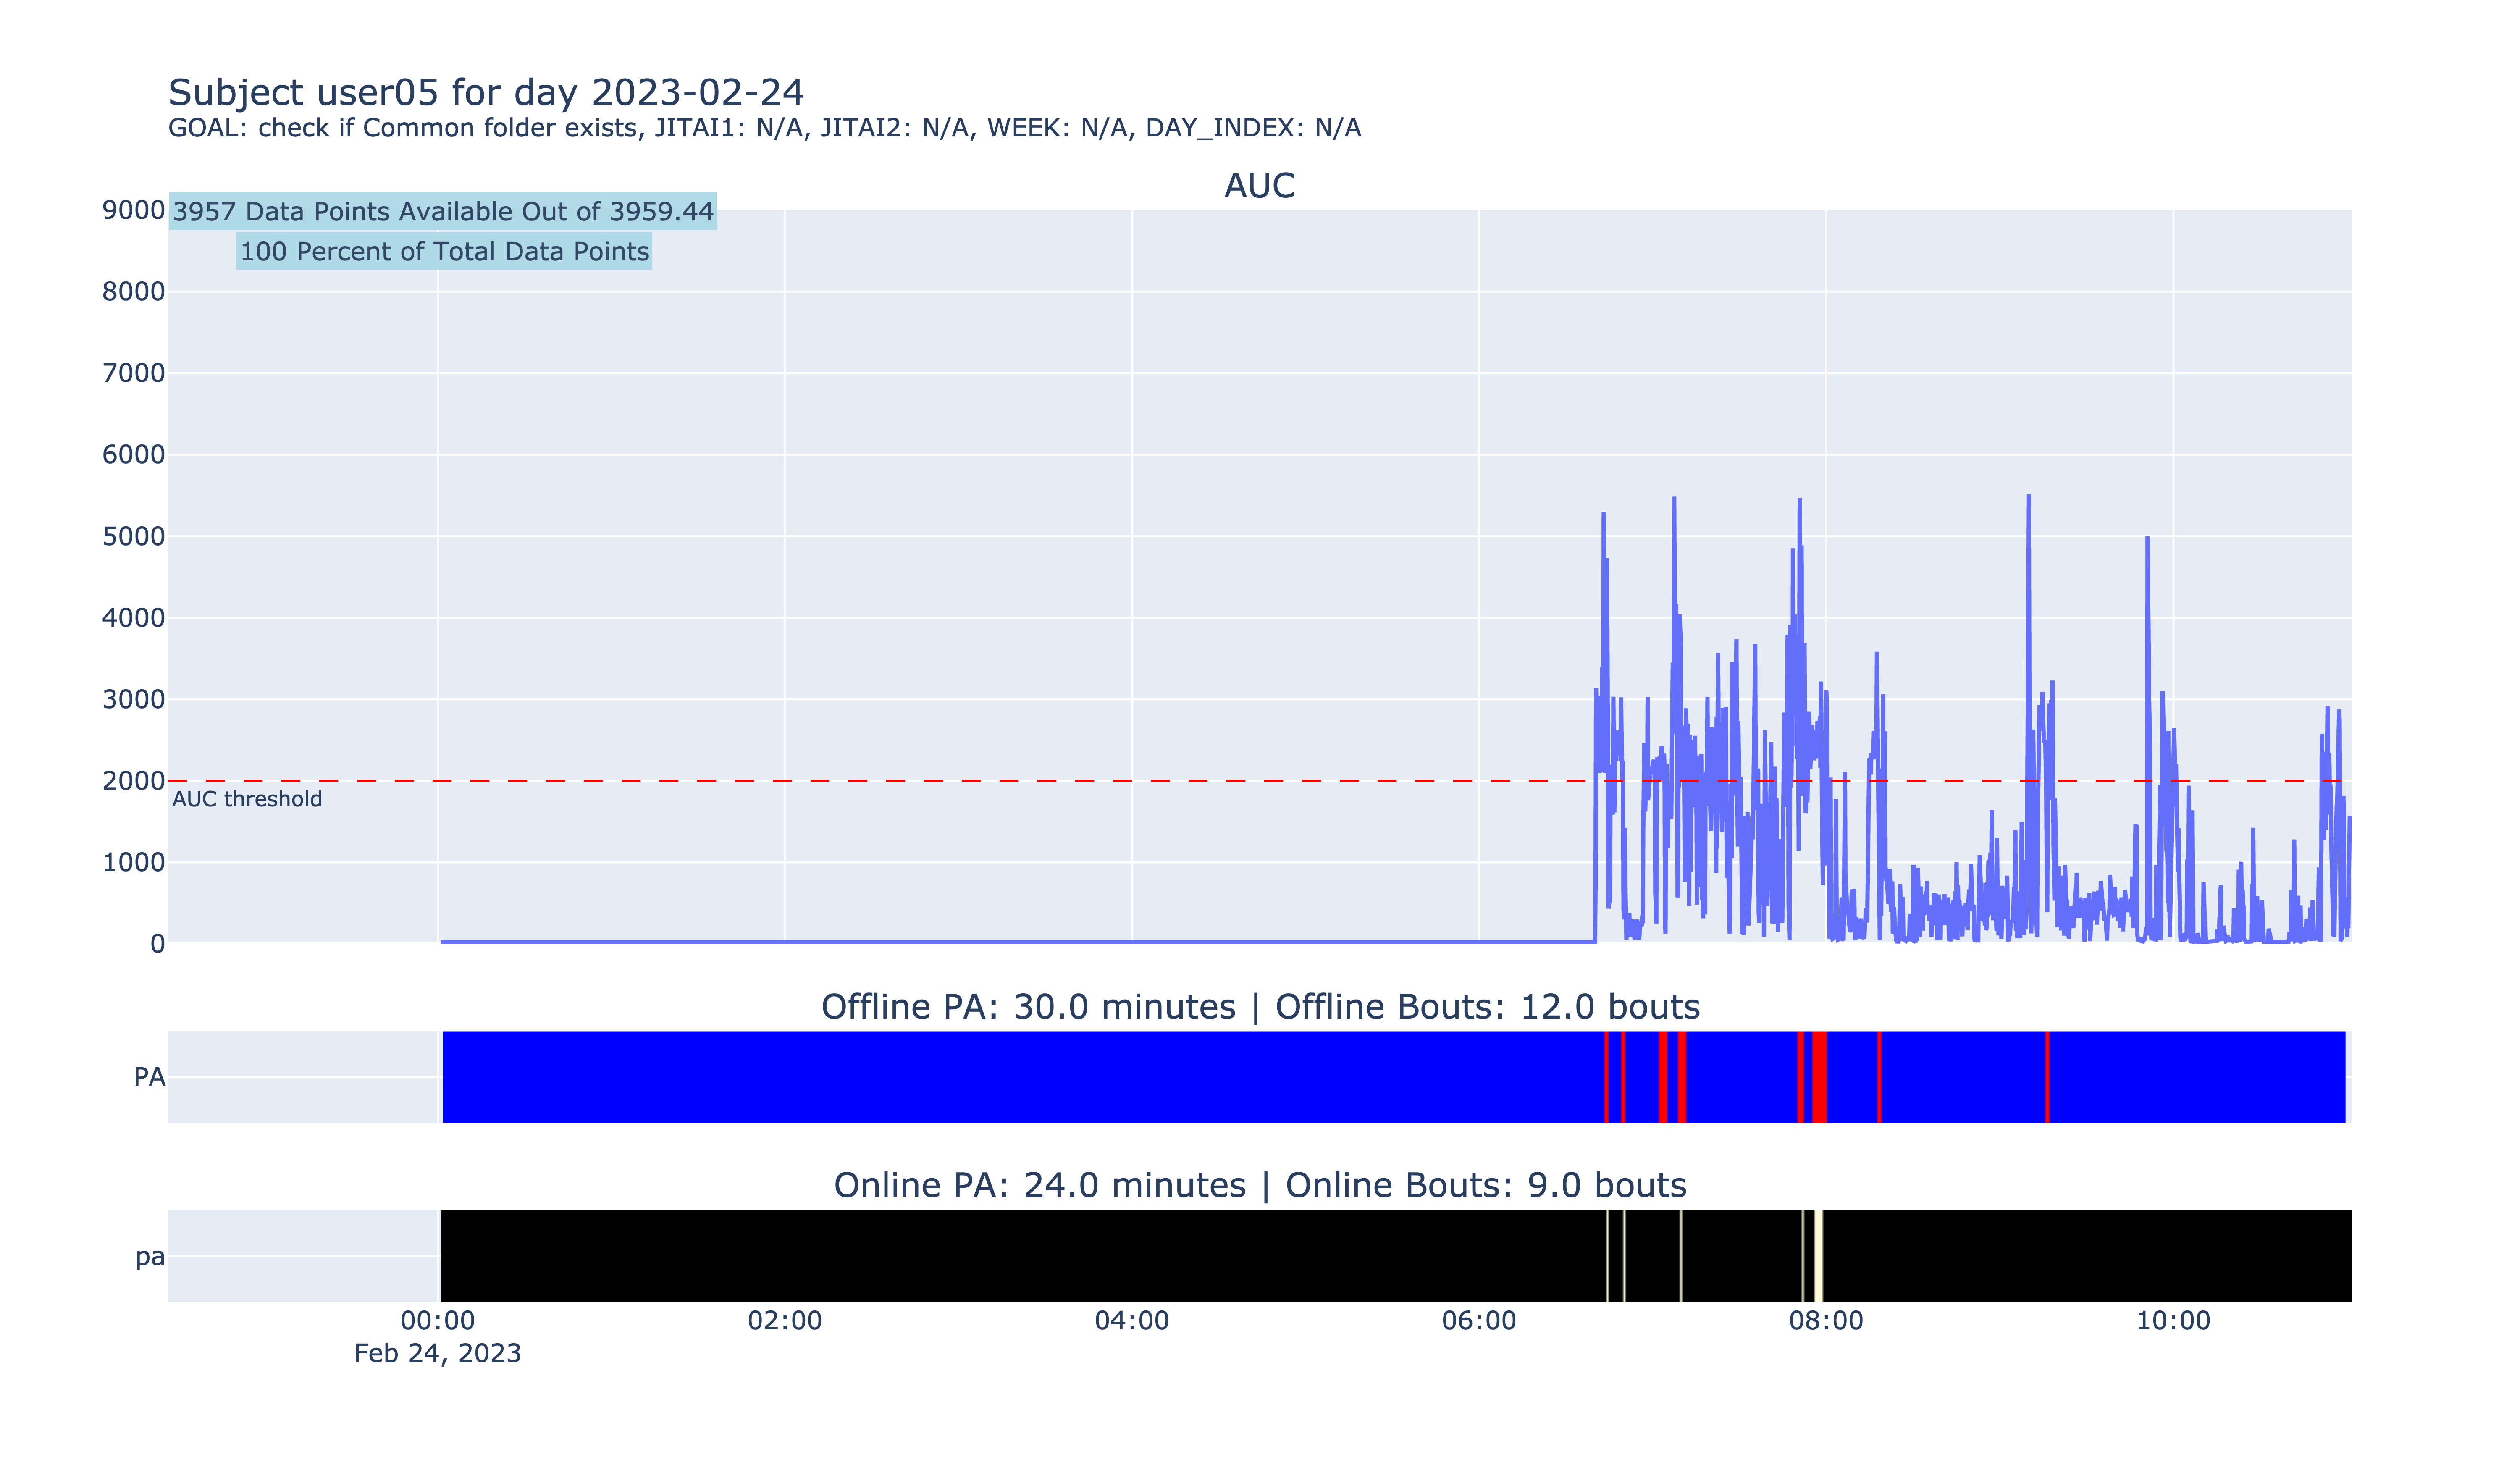 Subject user05 for day 2023-02-24
GOAL: check if Common folder exists, JITAI1: N/A, JITAI2: N/A, WEEK: N/A, DAY_INDEX: N/A
AUC
3957 Data Points Available Out of 3959.44
100 Percent of Total Data Points
9000
8000
7000
6000
5000
4000
3000
2000
AUC threshold
1000
0
Offline PA: 30.0 minutes | Offline Bouts: 12.0 bouts
PA
Online PA: 24.0 minutes | Online Bouts: 9.0 bouts
pa
00:00 02:00 04:00 06:00 08:00 10:00
Feb 24, 2023